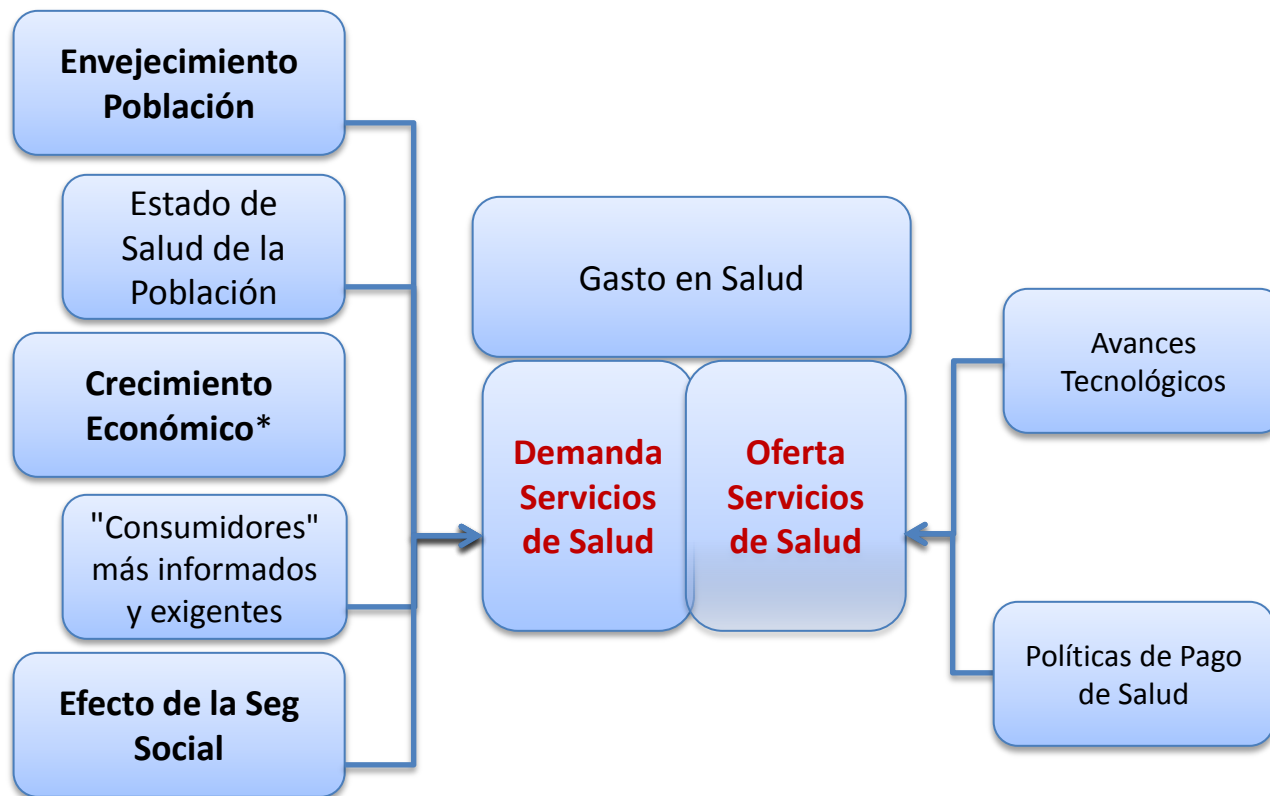 Envejecimiento
Población
Estado de
Salud de la
Población
Crecimiento
Económico*
"Consumidores"
más informados
y exigentes
Efecto de la Seg
Social
Gasto en Salud
Demanda
Servicios
de Salud
Oferta
Servicios
de Salud
Avances
Tecnológicos
Políticas de Pago
de Salud